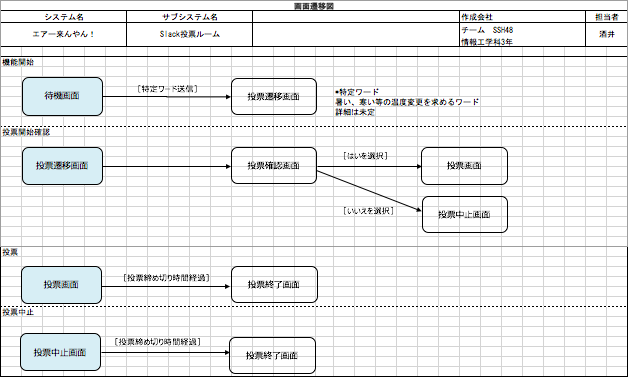 画面遷移図
システム名 サブシステム名 作成会社 担当者
エアー来んやん！ Slack投票ルーム チーム SSH48 酒井
情報工学科3年
機能開始
待機画面 [特定ワード送信] 投票遷移画面
*特定ワード
暑い、寒い等の温度変更を求めるワード
詳細は未定
投票開始確認
投票遷移画面 投票確認画面 [はいを選択] 投票画面
[いいえを選択] 投票中止画面
投票
投票画面 [投票締め切り時間経過] 投票終了画面
投票中止
投票中止画面 [投票締め切り時間経過] 投票終了画面